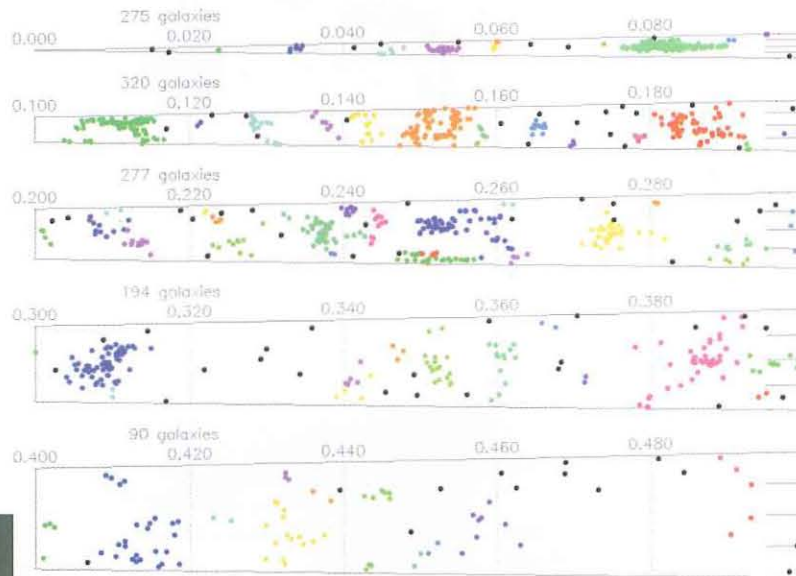 275 galaxies
0.000 0.020 0.040 0.060 0.080
320 galaxies
0.100 0.120 0.140 0.160 0.180
277 galaxies
0.200 0.220 0.240 0.260 0.280
194 galaxies
0.300 0.320 0.340 0.360 0.380
90 galaxies
0.400 0.420 0.440 0.460 0.480